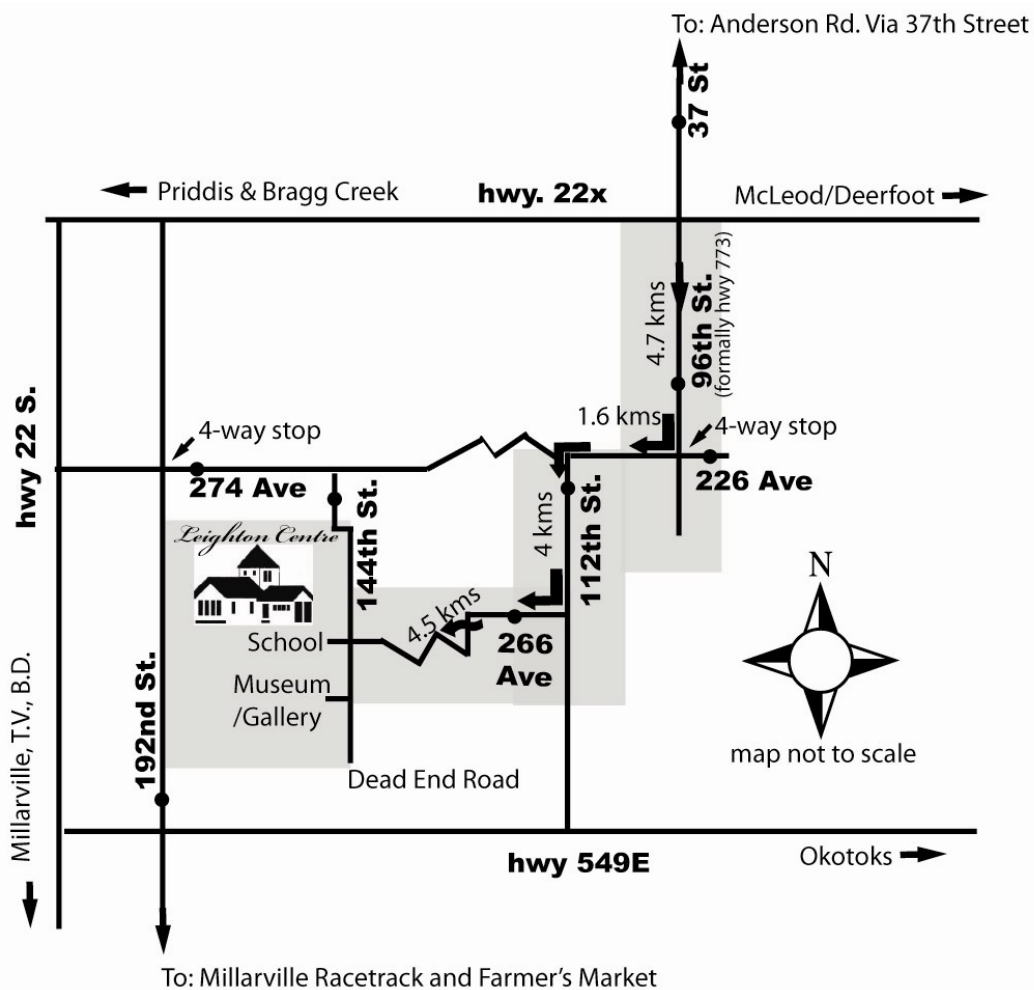 To: Anderson Rd. Via 37th Street
37 St
Priddis & Bragg Creek
hwy. 22x
McLeod/Deerfoot
4.7 kms
96th St.
(formally hwy 773)
hwy 22 S.
4-way stop
1.6 kms
4-way stop
274 Ave
226 Ave
Leighton Centre
144th St.
4 kms
112th St.
4.5 kms
School
266
Ave
N
Museum
/Gallery
192nd St.
map not to scale
Dead End Road
Millarville, T.V., B.D.
hwy 549E
Okotoks
To: Millarville Racetrack and Farmer's Market